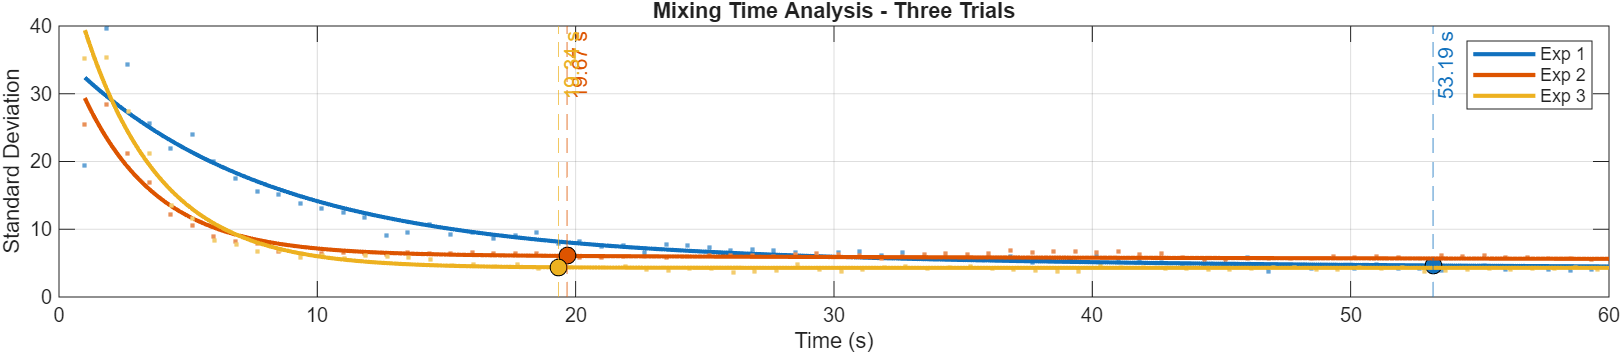 Mixing Time Analysis - Three Trials
Standard Deviation
40
30
20
10
0
19.34 s
19.67 s
53.19 s
Exp 1
Exp 2
Exp 3
0 10 20 30 40 50 60
Time (s)